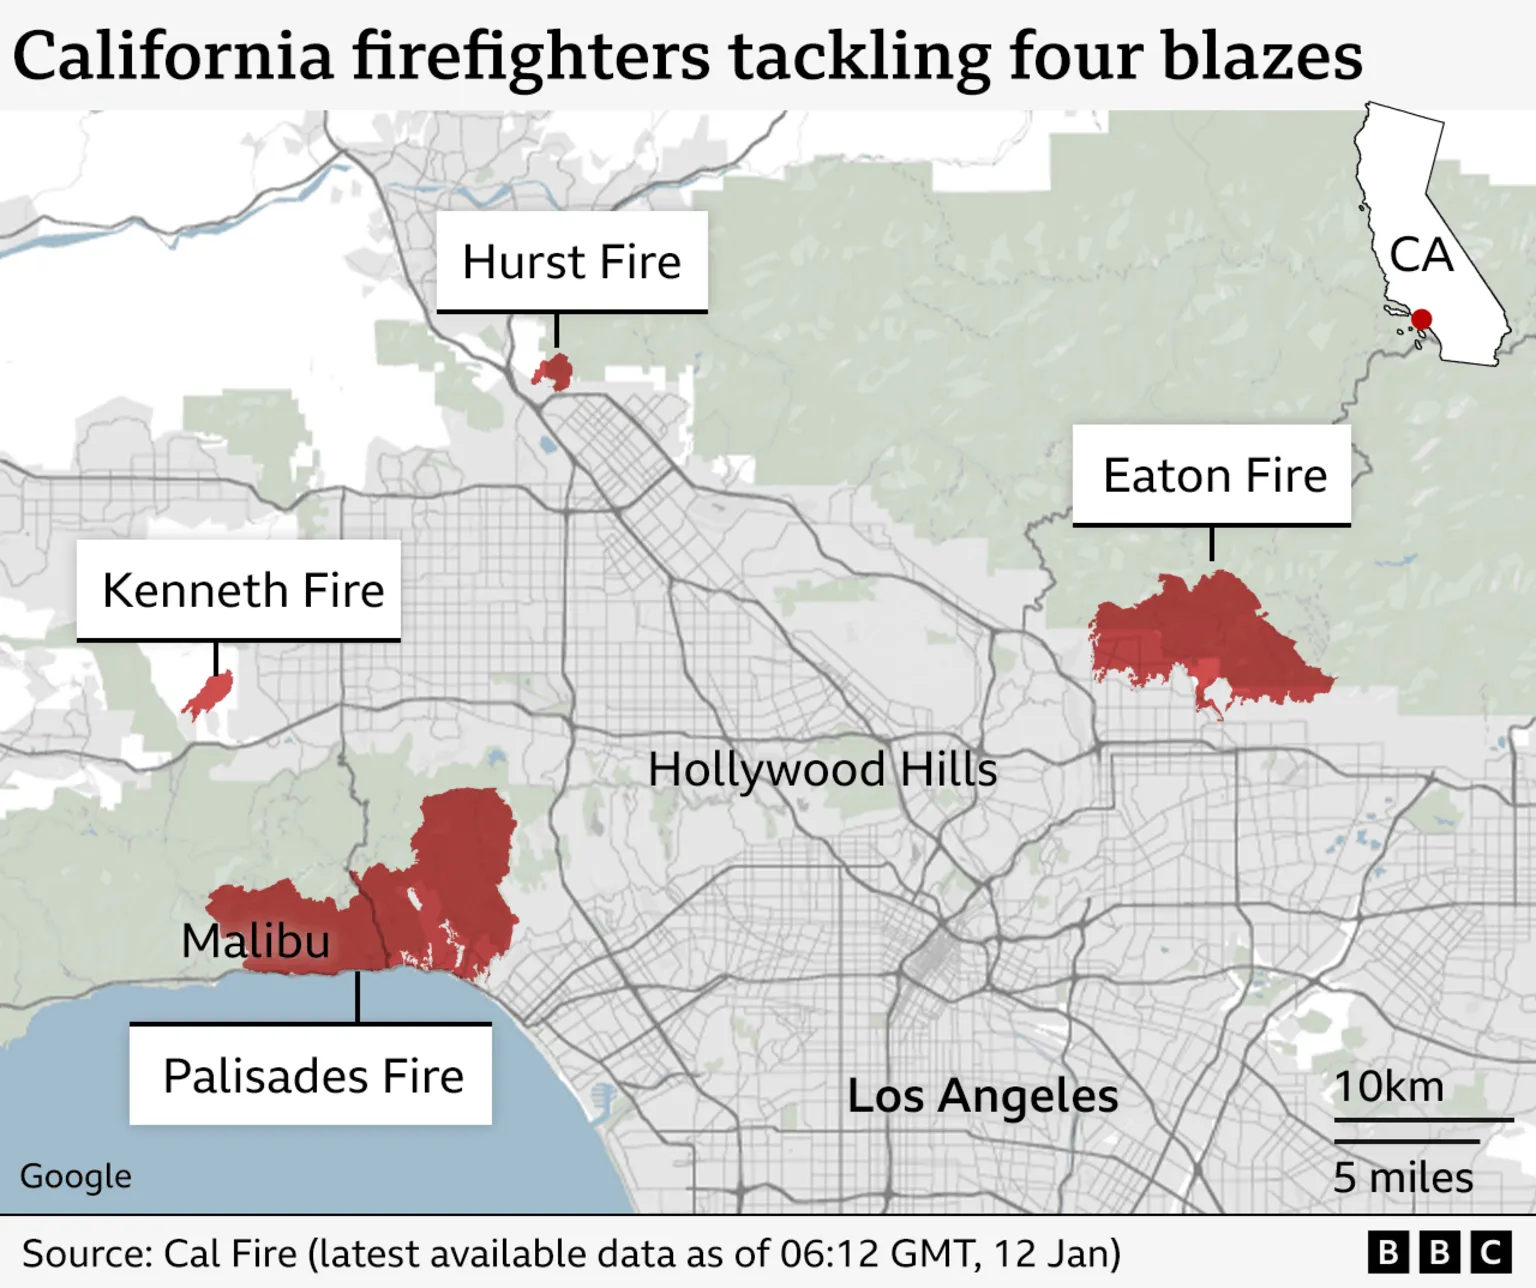 California firefighters tackling four blazes
CA
Hurst Fire
Eaton Fire
Kenneth Fire
Hollywood Hills
Malibu
Palisades Fire
Los Angeles
10km
5 miles
Google
Source: Cal Fire (latest available data as of 06:12 GMT, 12 Jan)
BBC